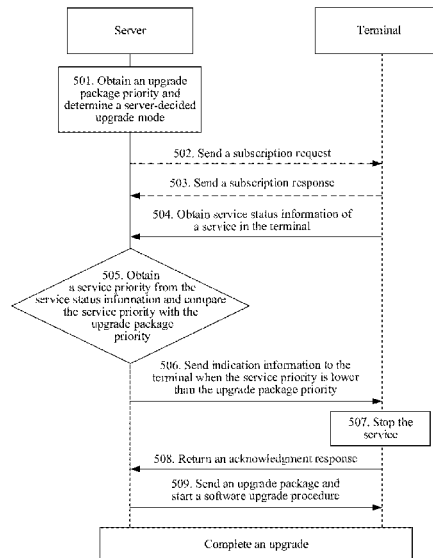 Server
Terminal
501. Obtain an upgrade
package priority and
determine a server-decided
upgrade mode
502. Send a subscription request
503. Send a subscription response
504. Obtain service status information of
a service in the terminal
505. Obtain
a service priority from the
service status information and compare
the service priority with the
upgrade package
priority
506. Send indication information to the
terminal when the service priority is lower
than the upgrade package priority
507. Stop the
service
508. Return an acknowledgment response
509. Send an upgrade package and
start a software upgrade procedure
Complete an upgrade